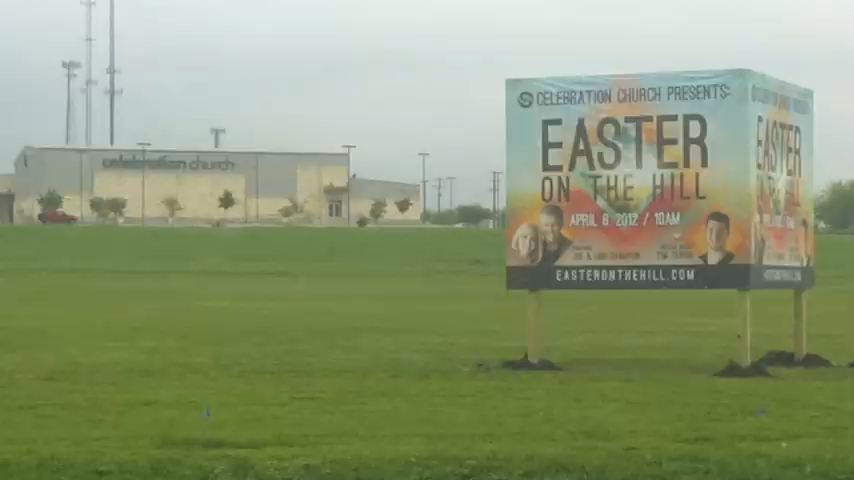 celebration church
CELEBRATION CHURCH PRESENTS:
EASTER
ON THE HILL
APRIL 8 2012 / 10AM
EASTERONTHEHILL.COM
EASTER